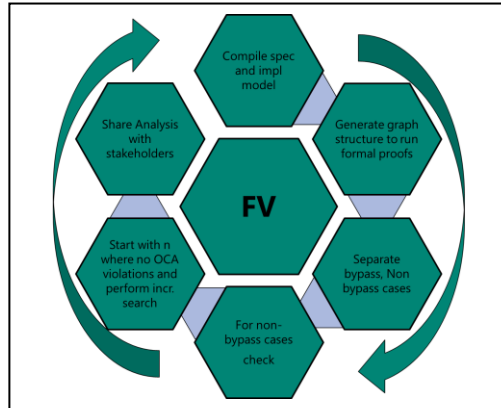 Compile spec
and impl
model
Generate graph
structure to run
formal proofs
Separate
bypass, Non
bypass cases
For non-
bypass cases
check
Start with n
where no OCA
violations and
perform incr.
search
Share Analysis
with
stakeholders
FV